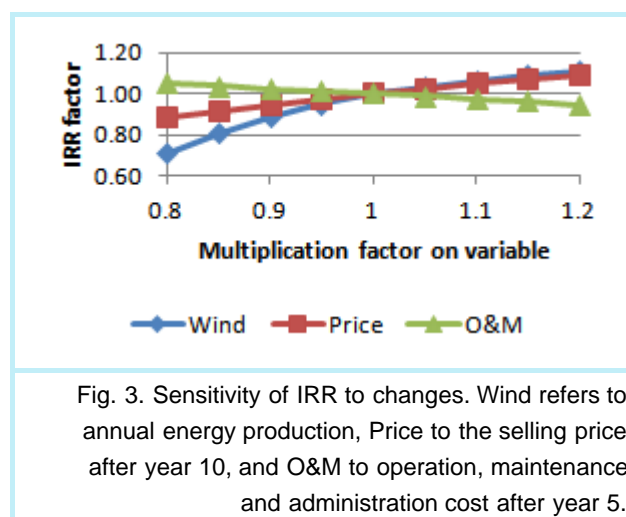 1.20
1.00
0.80
0.60
IRR factor
0.8 0.9 1 1.1 1.2
Multiplication factor on variable
Wind Price O&M
Fig. 3. Sensitivity of IRR to changes. Wind refers to
annual energy production, Price to the selling price
after year 10, and O&M to operation, maintenance
and administration cost after year 5.